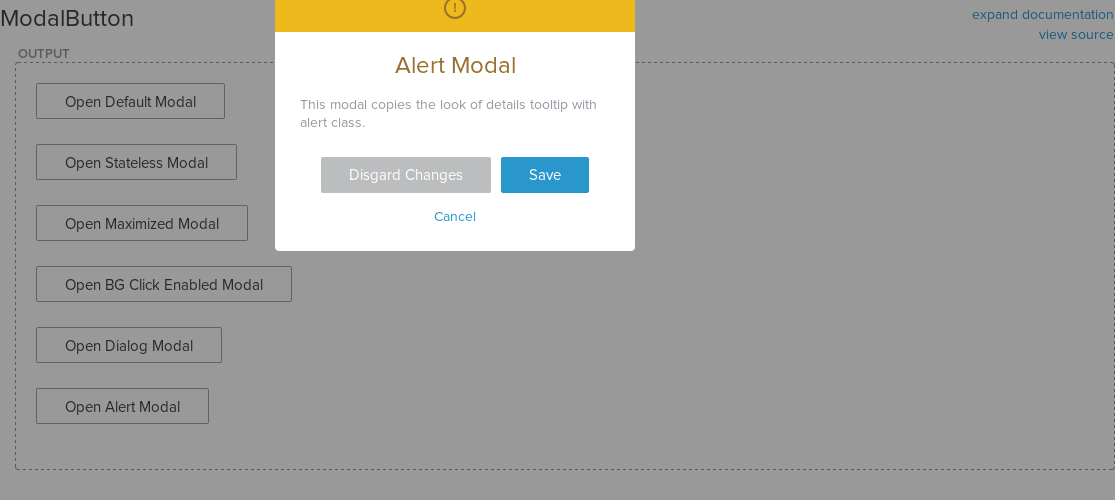 ModalButton
expand documentation
view source
OUTPUT
Open Default Modal
Open Stateless Modal
Open Maximized Modal
Open BG Click Enabled Modal
Open Dialog Modal
Open Alert Modal
!
Alert Modal
This modal copies the look of details tooltip with
alert class.
Disgard Changes
Save
Cancel